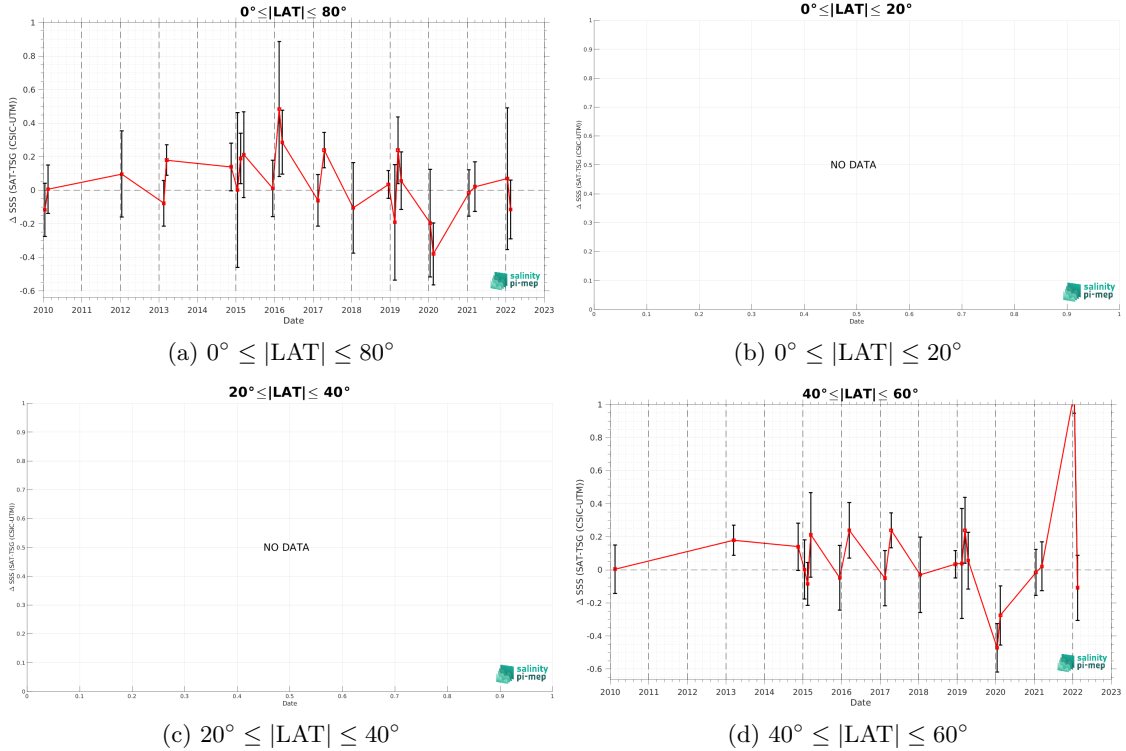 0°≤|LAT|≤ 80°
Δ SSS (SAT-TSG (CSIC-UTM))
1
0.8
0.6
0.4
0.2
0
-0.2
-0.4
-0.6
2010 2011 2012 2013 2014 2015 2016 2017 2018 2019 2020 2021 2022 2023
Date
salinity
pi-mep
(a) 0° ≤ |LAT| ≤ 80°
0°≤|LAT|≤ 20°
Δ SSS (SAT-TSG (CSIC-UTM))
1
0.9
0.8
0.7
0.6
0.5
0.4
0.3
0.2
0.1
0
NO DATA
0 0.1 0.2 0.3 0.4 0.5 0.6 0.7 0.8 0.9 1
Date
salinity
pi-mep
(b) 0° ≤ |LAT| ≤ 20°
20°≤|LAT|≤ 40°
Δ SSS (SAT-TSG (CSIC-UTM))
1
0.9
0.8
0.7
0.6
0.5
0.4
0.3
0.2
0.1
0
NO DATA
0 0.1 0.2 0.3 0.4 0.5 0.6 0.7 0.8 0.9 1
Date
salinity
pi-mep
(c) 20° ≤ |LAT| ≤ 40°
40°≤|LAT|≤ 60°
Δ SSS (SAT-TSG (CSIC-UTM))
1
0.8
0.6
0.4
0.2
0
-0.2
-0.4
-0.6
2010 2011 2012 2013 2014 2015 2016 2017 2018 2019 2020 2021 2022 2023
Date
salinity
pi-mep
(d) 40° ≤ |LAT| ≤ 60°